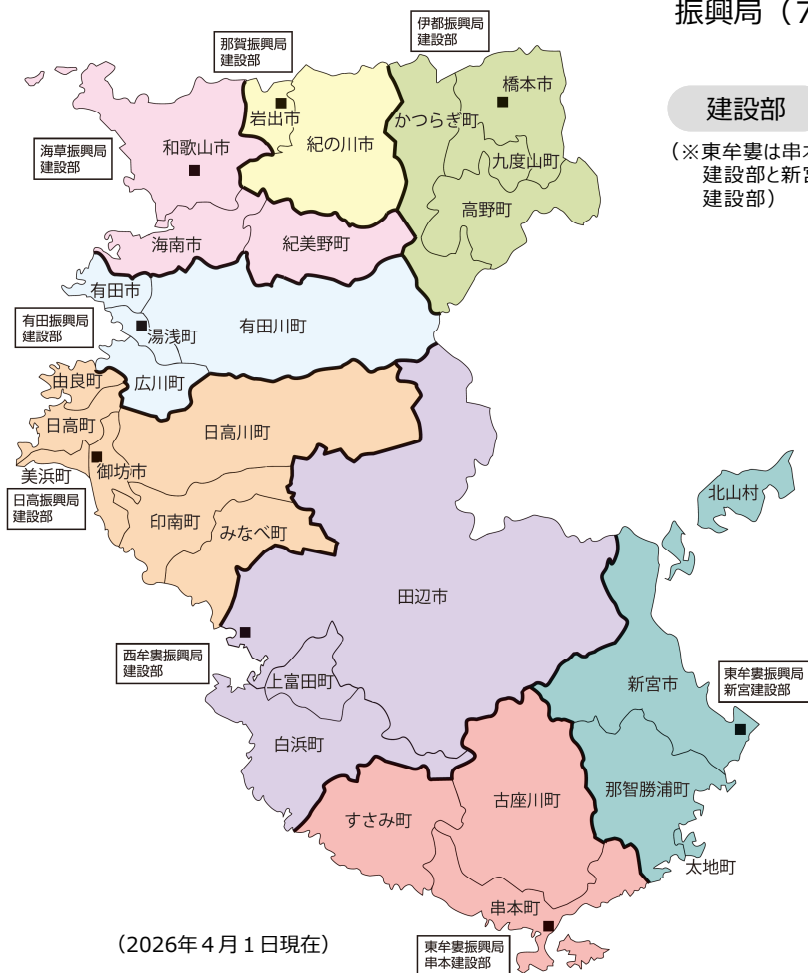 振興局（7
伊都振興局
建設部
那賀振興局
建設部
橋本市
建設部
岩出市
かつらぎ町
紀の川市
和歌山市
海草振興局
建設部
九度山町
（※東牟婁は串本
建設部と新宮
建設部）
高野町
海南市
紀美野町
有田市
有田振興局
建設部
湯浅町
有田川町
由良町
広川町
日高町
日高川町
美浜町
御坊市
日高振興局
建設部
北山村
印南町
みなべ町
田辺市
西牟婁振興局
建設部
上富田町
新宮市
東牟婁振興局
新宮建設部
白浜町
那智勝浦町
古座川町
すさみ町
太地町
串本町
（2026年４月１日現在）
東牟婁振興局
串本建設部